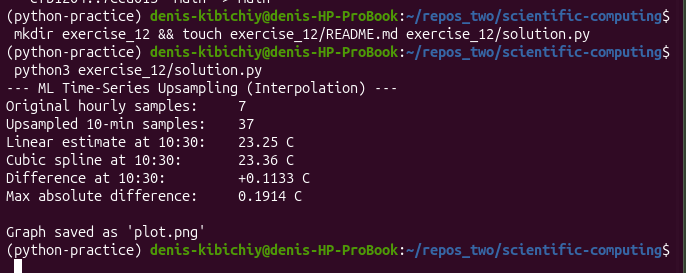 (python-practice) denis-kibichiy@denis-HP-ProBook:~/repos_two/scientific-computing$
mkdir exercise_12 && touch exercise_12/README.md exercise_12/solution.py
(python-practice) denis-kibichiy@denis-HP-ProBook:~/repos_two/scientific-computing$
python3 exercise_12/solution.py
--- ML Time-Series Upsampling (Interpolation) ---
Original hourly samples: 7
Upsampled 10-min samples: 37
Linear estimate at 10:30: 23.25 C
Cubic spline at 10:30: 23.36 C
Difference at 10:30: +0.1133 C
Max absolute difference: 0.1914 C
Graph saved as 'plot.png'
(python-practice) denis-kibichiy@denis-HP-ProBook:~/repos_two/scientific-computing$